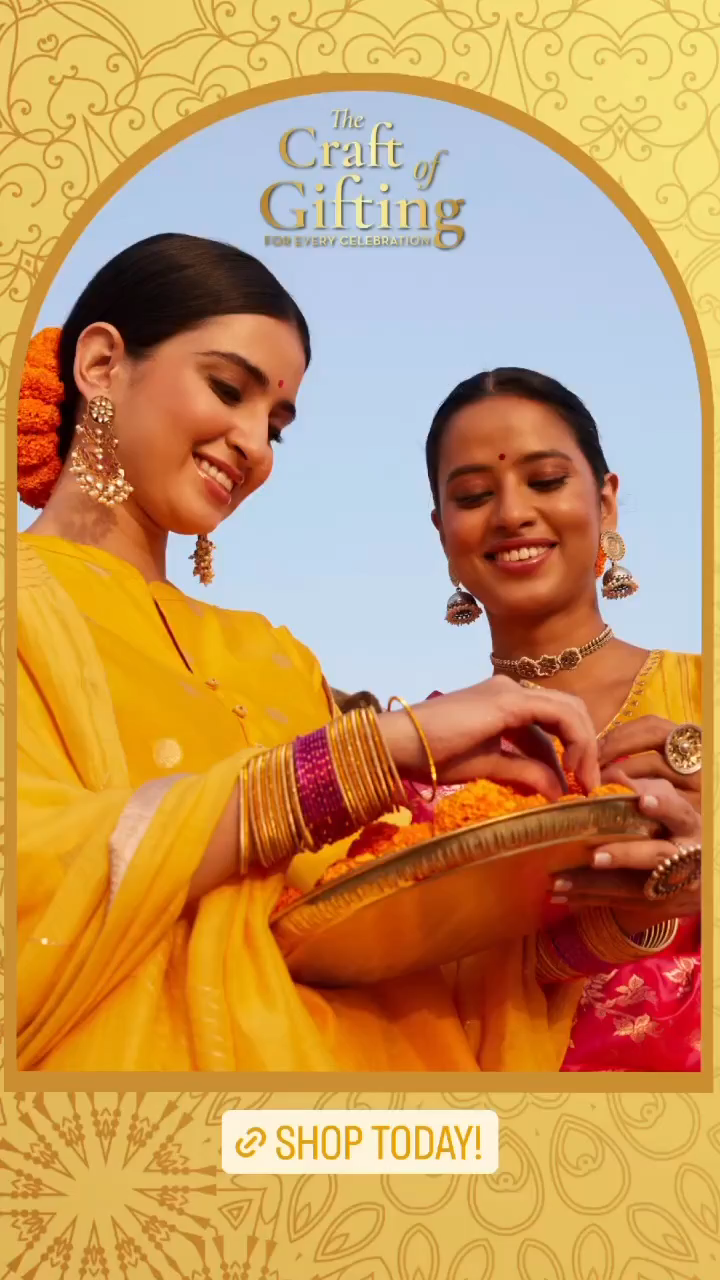 The
Craft of
Gifting
FOR EVERY CELEBRATION
SHOP TODAY!